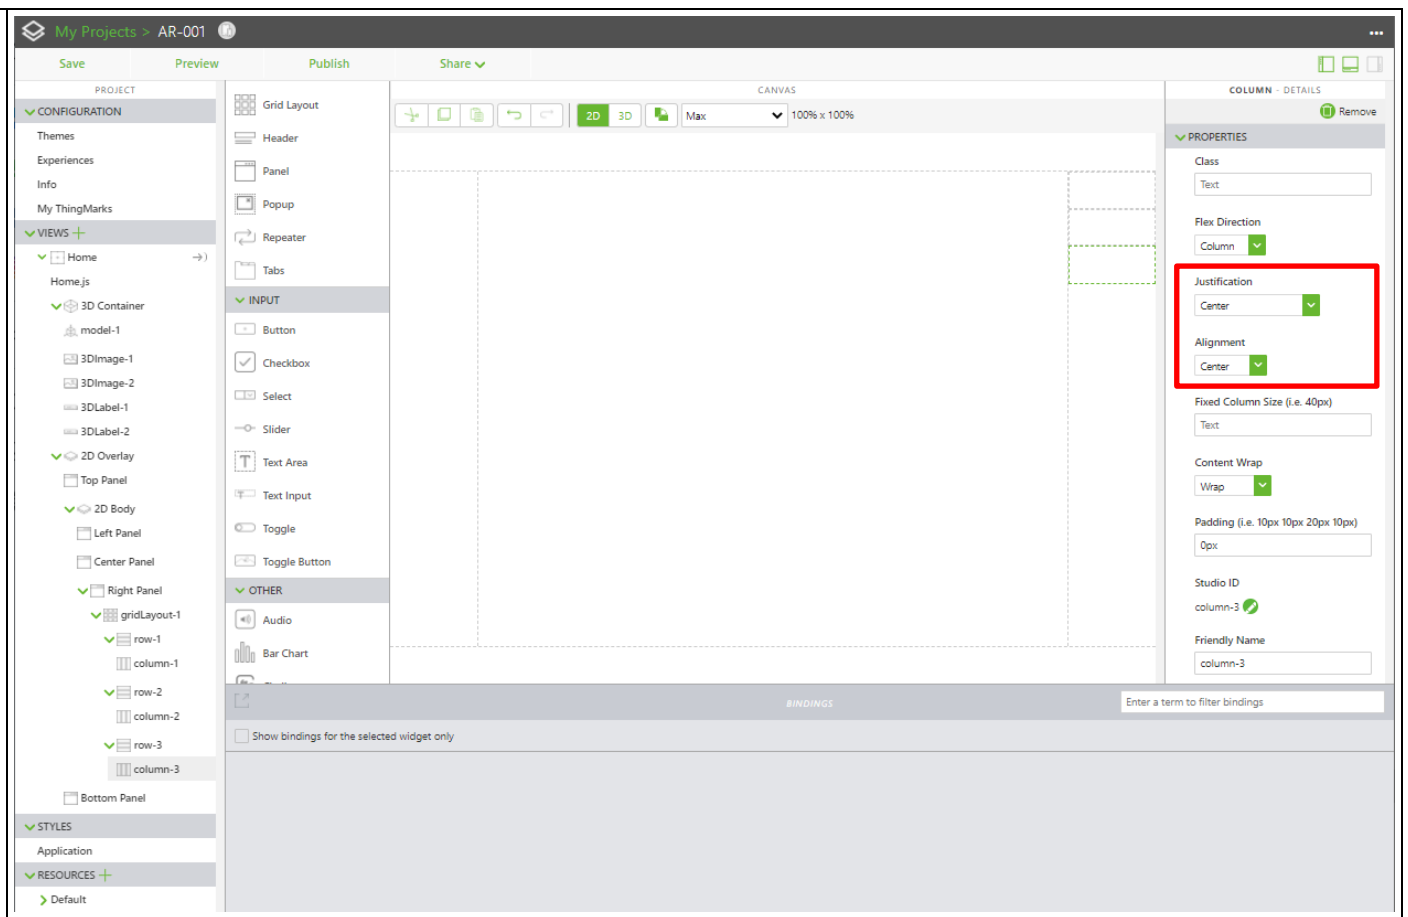 My Projects > AR-001
Save Preview Publish Share
PROJECT
CONFIGURATION
Themes
Experiences
Info
My ThingMarks
VIEWS
Home
Home.js
3D Container
model-1
3DImage-1
3DImage-2
3DLabel-1
3DLabel-2
2D Overlay
Top Panel
2D Body
Left Panel
Center Panel
Right Panel
gridLayout-1
row-1
column-1
row-2
column-2
row-3
column-3
Bottom Panel
STYLES
Application
RESOURCES
Default
Grid Layout
Header
Panel
Popup
Repeater
Tabs
INPUT
Button
Checkbox
Select
Slider
Text Area
Text Input
Toggle
Toggle Button
OTHER
Audio
Bar Chart
CANVAS
2D 3D Max 100% x 100%
COLUMN - DETAILS
Remove
PROPERTIES
Class
Text
Flex Direction
Column
Justification
Center
Alignment
Center
Fixed Column Size (i.e. 40px)
Text
Content Wrap
Wrap
Padding (i.e. 10px 10px 20px 10px)
0px
Studio ID
column-3
Friendly Name
column-3
BINDINGS
Enter a term to filter bindings
Show bindings for the selected widget only